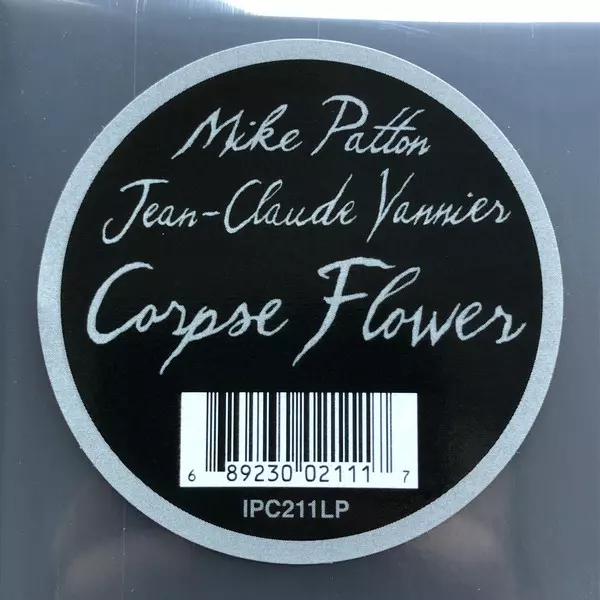 Mike Patton
Jean-Claude Vannier
Corpse Flower
6 89230 02111 7
IPC211LP